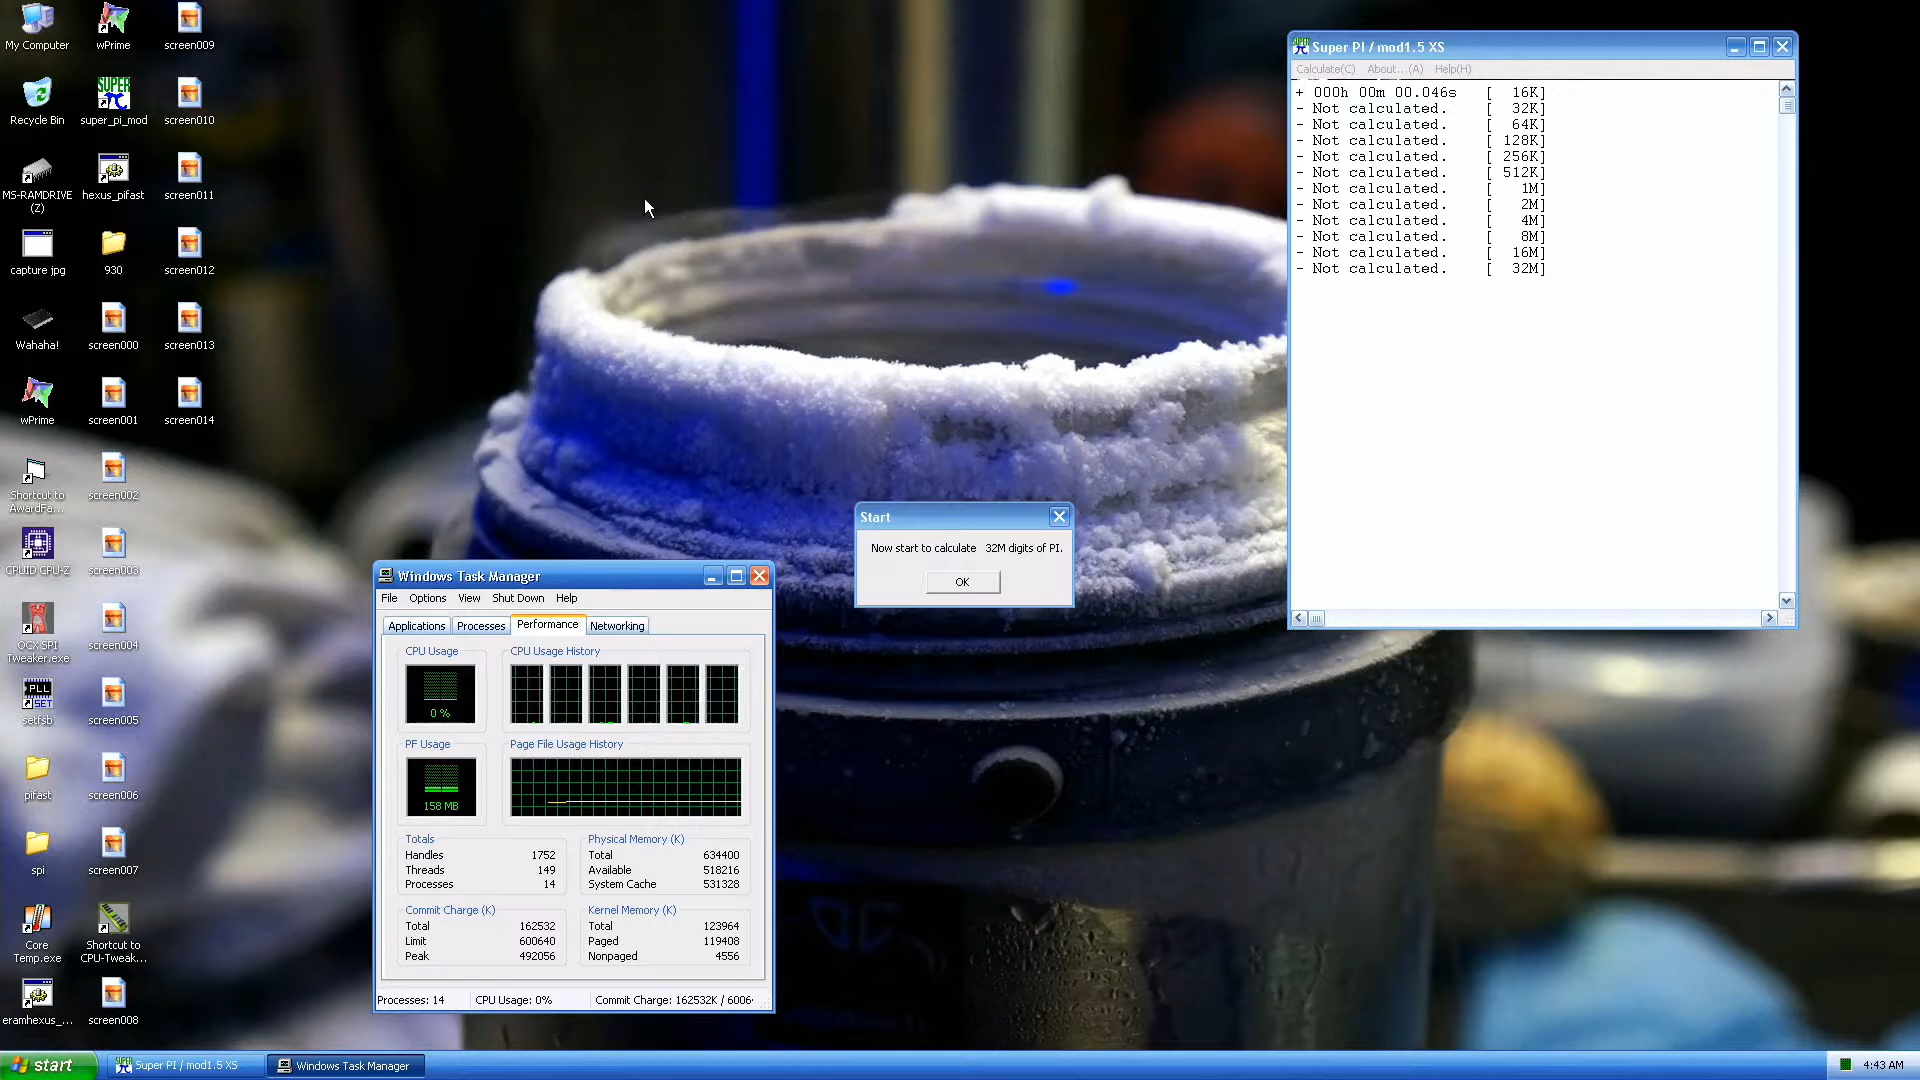 My Computer
wPrime
screen009
Recycle Bin
SUPER
super_pi_mod
screen010
MS-RAMDRIVE
(Z)
hexus_pifast
screen011
capture jpg
930
screen012
Wahaha!
screen000
screen013
wPrime
screen001
screen014
Shortcut to
AwardFa...
screen002
CPUID CPU-Z
screen003
OCX SPI
Tweaker.exe
screen004
PLL
SET
setfsb
screen005
pifast
screen006
spi
screen007
Core
Temp.exe
Shortcut to
CPU-Tweak...
eramhexus_...
screen008
Super PI / mod1.5 XS
Calculate(C) About...(A) Help(H)
+ 000h 00m 00.046s [ 16K]
- Not calculated. [ 32K]
- Not calculated. [ 64K]
- Not calculated. [ 128K]
- Not calculated. [ 256K]
- Not calculated. [ 512K]
- Not calculated. [ 1M]
- Not calculated. [ 2M]
- Not calculated. [ 4M]
- Not calculated. [ 8M]
- Not calculated. [ 16M]
- Not calculated. [ 32M]
Start
Now start to calculate 32M digits of PI.
OK
Windows Task Manager
File Options View Shut Down Help
Applications Processes Performance Networking
CPU Usage
CPU Usage History
0 %
PF Usage
Page File Usage History
158 MB
Totals
Handles 1752
Threads 149
Processes 14
Physical Memory (K)
Total 634400
Available 518216
System Cache 531328
Commit Charge (K)
Total 162532
Limit 600640
Peak 492056
Kernel Memory (K)
Total 123964
Paged 119408
Nonpaged 4556
Processes: 14 CPU Usage: 0% Commit Charge: 162532K / 6006
start
Super PI / mod1.5 XS
Windows Task Manager
4:43 AM